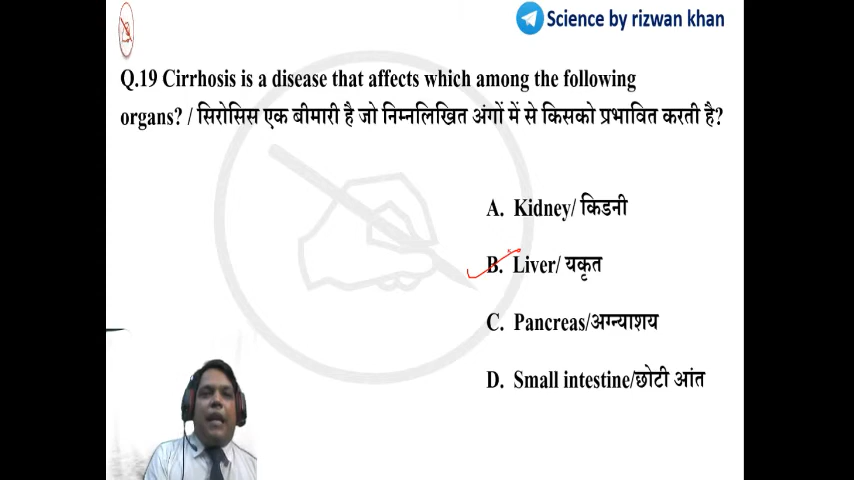 Science by rizwan khan
Q.19 Cirrhosis is a disease that affects which among the following
organs? / सिरोसिस एक बीमारी है जो निम्नलिखित अंगों में से किसको प्रभावित करती है?
A. Kidney/ किडनी
B. Liver/ यकृत
C. Pancreas/अग्न्याशय
D. Small intestine/छोटी आंत